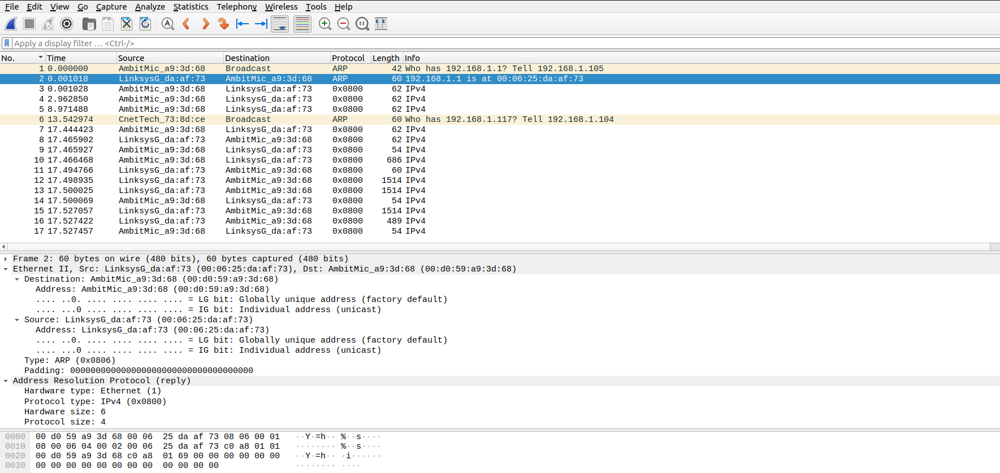 File Edit View Go Capture Analyze Statistics Telephony Wireless Tools Help
Apply a display filter … <Ctrl-/>
No. Time Source Destination Protocol Length Info
1 0.000000 AmbitMic_a9:3d:68 Broadcast ARP 42 Who has 192.168.1.1? Tell 192.168.1.105
2 0.001018 LinksysG_da:af:73 AmbitMic_a9:3d:68 ARP 60 192.168.1.1 is at 00:06:25:da:af:73
3 0.001028 AmbitMic_a9:3d:68 LinksysG_da:af:73 0x0800 62 IPv4
4 2.962850 AmbitMic_a9:3d:68 LinksysG_da:af:73 0x0800 62 IPv4
5 8.971488 AmbitMic_a9:3d:68 LinksysG_da:af:73 0x0800 62 IPv4
6 13.542974 CnetTech_73:8d:ce Broadcast ARP 60 Who has 192.168.1.117? Tell 192.168.1.104
7 17.444423 AmbitMic_a9:3d:68 LinksysG_da:af:73 0x0800 62 IPv4
8 17.465902 LinksysG_da:af:73 AmbitMic_a9:3d:68 0x0800 62 IPv4
9 17.465927 AmbitMic_a9:3d:68 LinksysG_da:af:73 0x0800 54 IPv4
10 17.466468 AmbitMic_a9:3d:68 LinksysG_da:af:73 0x0800 686 IPv4
11 17.494766 LinksysG_da:af:73 AmbitMic_a9:3d:68 0x0800 60 IPv4
12 17.498935 LinksysG_da:af:73 AmbitMic_a9:3d:68 0x0800 1514 IPv4
13 17.500025 LinksysG_da:af:73 AmbitMic_a9:3d:68 0x0800 1514 IPv4
14 17.500069 AmbitMic_a9:3d:68 LinksysG_da:af:73 0x0800 54 IPv4
15 17.527057 LinksysG_da:af:73 AmbitMic_a9:3d:68 0x0800 1514 IPv4
16 17.527422 LinksysG_da:af:73 AmbitMic_a9:3d:68 0x0800 489 IPv4
17 17.527457 AmbitMic_a9:3d:68 LinksysG_da:af:73 0x0800 54 IPv4
Frame 2: 60 bytes on wire (480 bits), 60 bytes captured (480 bits)
Ethernet II, Src: LinksysG_da:af:73 (00:06:25:da:af:73), Dst: AmbitMic_a9:3d:68 (00:d0:59:a9:3d:68)
Destination: AmbitMic_a9:3d:68 (00:d0:59:a9:3d:68)
Address: AmbitMic_a9:3d:68 (00:d0:59:a9:3d:68)
.... ..0. .... .... .... .... = LG bit: Globally unique address (factory default)
.... ...0 .... .... .... .... = IG bit: Individual address (unicast)
Source: LinksysG_da:af:73 (00:06:25:da:af:73)
Address: LinksysG_da:af:73 (00:06:25:da:af:73)
.... ..0. .... .... .... .... = LG bit: Globally unique address (factory default)
.... ...0 .... .... .... .... = IG bit: Individual address (unicast)
Type: ARP (0x0806)
Padding: 000000000000000000000000000000000000
Address Resolution Protocol (reply)
Hardware type: Ethernet (1)
Protocol type: IPv4 (0x0800)
Hardware size: 6
Protocol size: 4
0000 00 d0 59 a9 3d 68 00 06 25 da af 73 08 06 00 01 ··Y·=h·· %··s····
0010 08 00 06 04 00 02 00 06 25 da af 73 c0 a8 01 01 ········ %··s····
0020 00 d0 59 a9 3d 68 c0 a8 01 69 00 00 00 00 00 00 ··Y·=h·· ·i······
0030 00 00 00 00 00 00 00 00 00 00 00 00 ········ ····